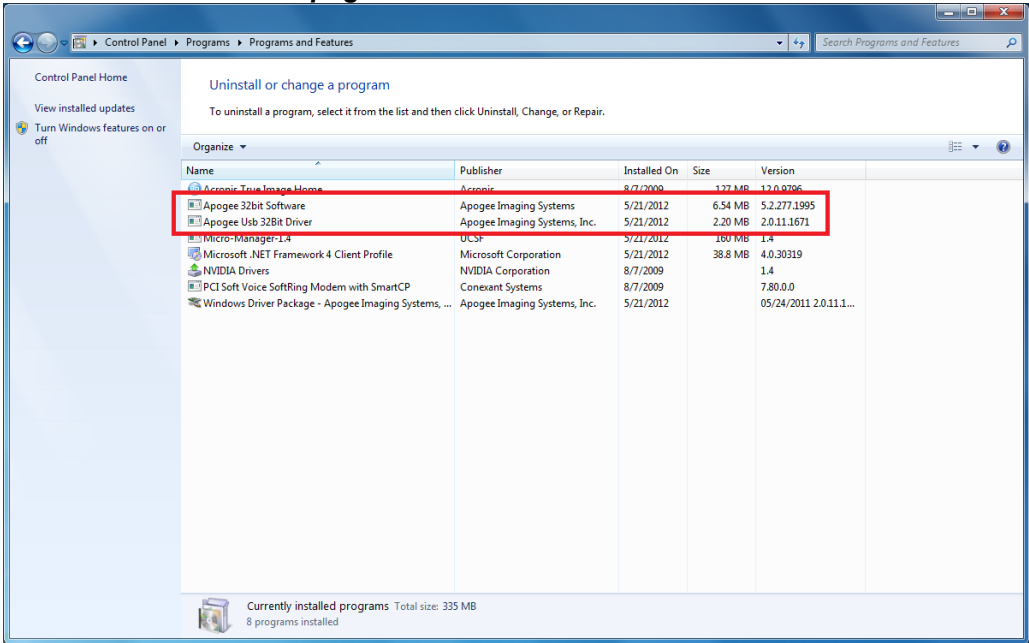 Control Panel ▸ Programs ▸ Programs and Features
Search Programs and Features
Control Panel Home
View installed updates
Turn Windows features on or
off
Uninstall or change a program
To uninstall a program, select it from the list and then click Uninstall, Change, or Repair.
Organize
Name Publisher Installed On Size Version
Acronis True Image Home Acronis 8/7/2009 127 MB 12.0.9796
Apogee 32bit Software Apogee Imaging Systems 5/21/2012 6.54 MB 5.2.277.1995
Apogee Usb 32Bit Driver Apogee Imaging Systems, Inc. 5/21/2012 2.20 MB 2.0.11.1671
Micro-Manager-1.4 UCSF 5/21/2012 160 MB 1.4
Microsoft .NET Framework 4 Client Profile Microsoft Corporation 5/21/2012 38.8 MB 4.0.30319
NVIDIA Drivers NVIDIA Corporation 8/7/2009 1.4
PCI Soft Voice SoftRing Modem with SmartCP Conexant Systems 8/7/2009 7.80.0.0
Windows Driver Package - Apogee Imaging Systems, ... Apogee Imaging Systems, Inc. 5/21/2012 05/24/2011 2.0.11.1...
Currently installed programs Total size: 335 MB
8 programs installed